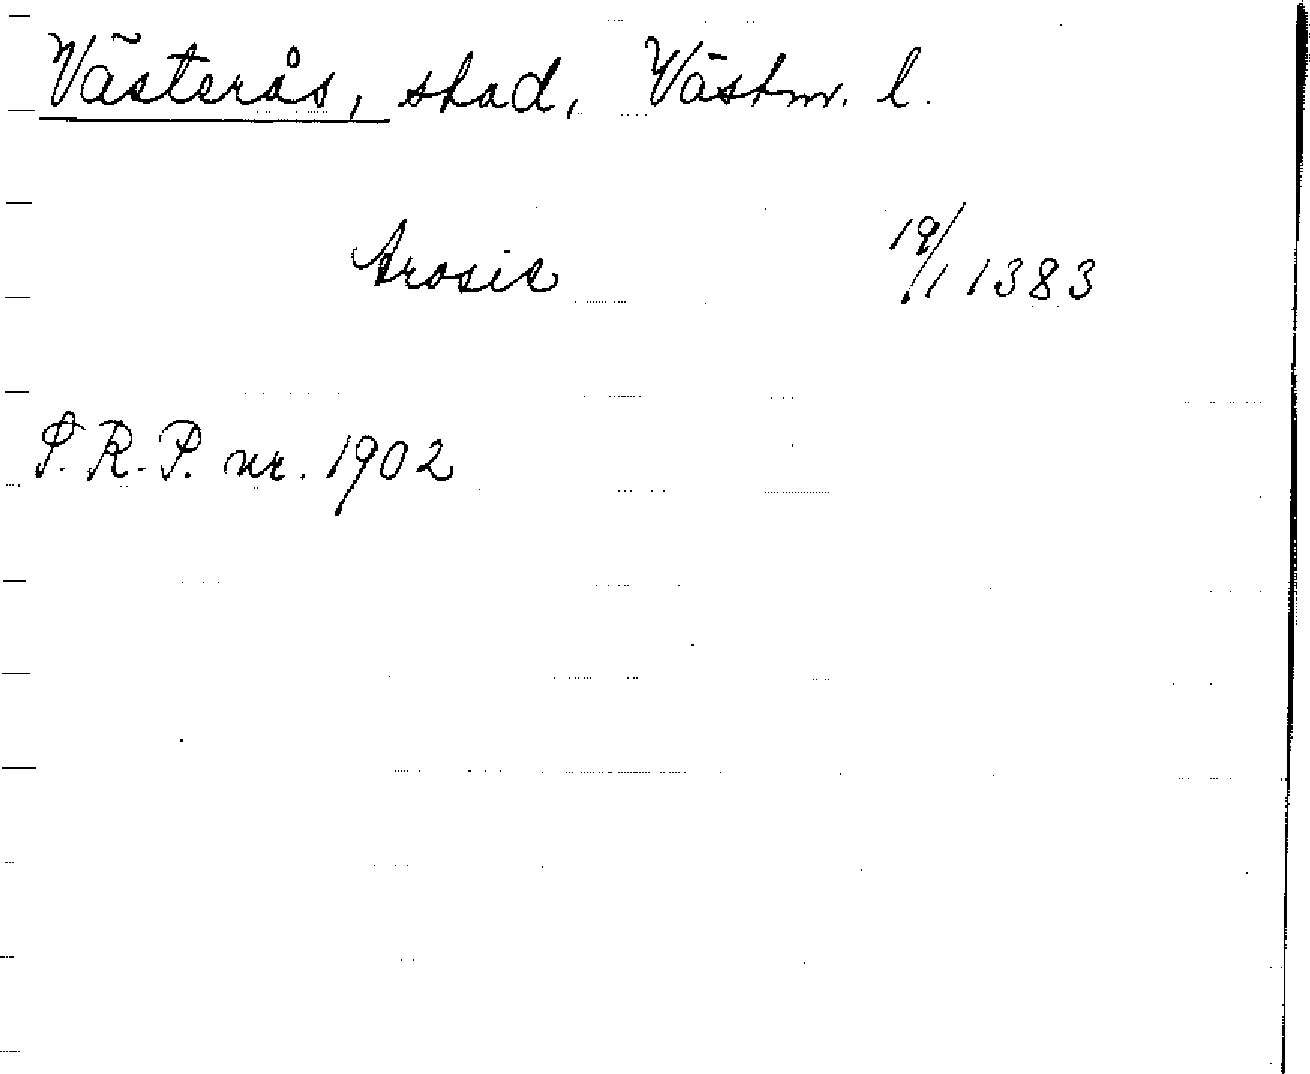 Västerås, stad, Västm. l.
Arosie 19/1 1383
S. R. P. nr. 1902